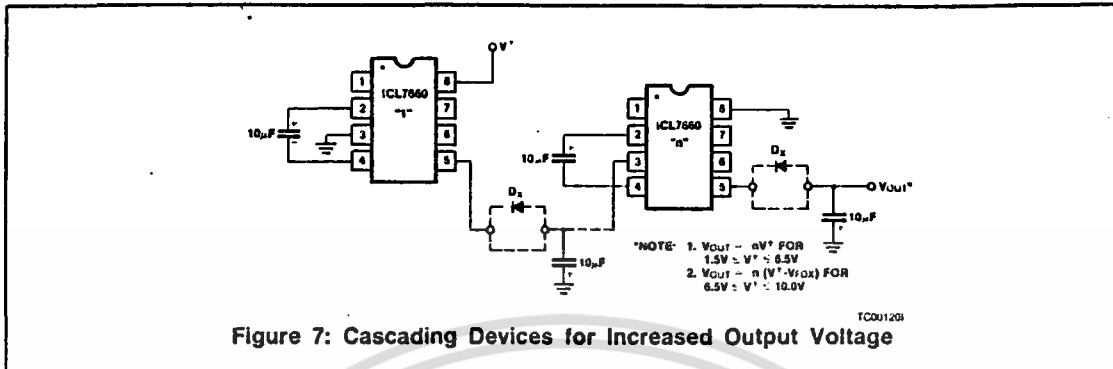 V⁺
1
2
3
4
ICL7660
"1"
8
7
6
5
10µF
+
Dx
10µF
+
1
2
3
4
ICL7660
"n"
8
7
6
5
10µF
+
Dx
VOUT*
10µF
+
*NOTE: 1. VOUT = nV⁺ FOR
1.5V ≤ V⁺ ≤ 6.5V
2. VOUT = n (V⁺-VFDX) FOR
6.5V ≤ V⁺ ≤ 10.0V
Figure 7: Cascading Devices for Increased Output Voltage